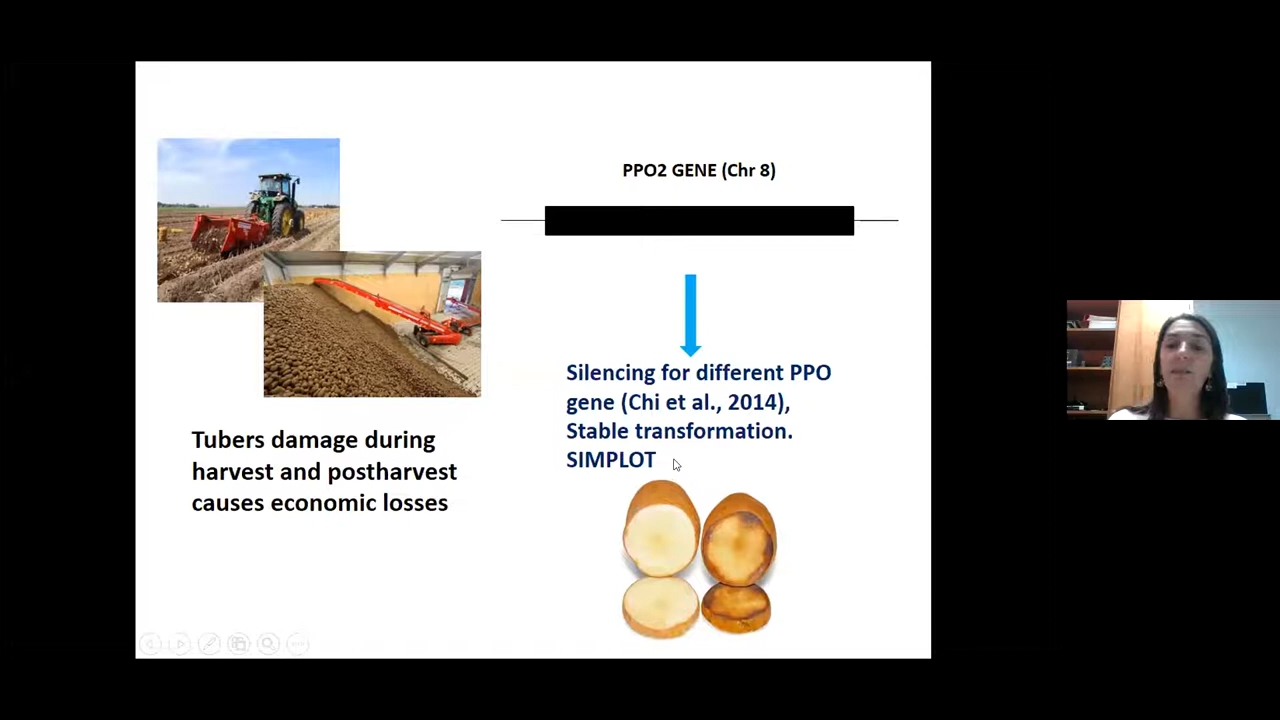 PPO2 GENE (Chr 8)
Silencing for different PPO
gene (Chi et al., 2014),
Stable transformation.
SIMPLOT
Tubers damage during
harvest and postharvest
causes economic losses